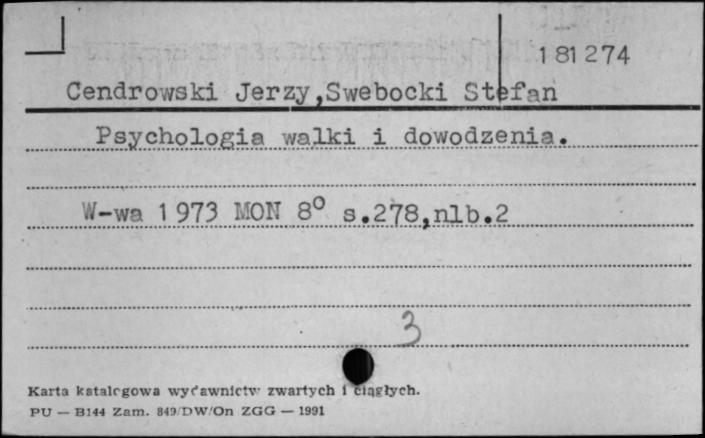 181274
Cendrowski Jerzy,Swebocki Stefan
Psychologia walki i dowodzenia.
W-wa 1973 MON 8° s.278,nlb.2
3
Karta katalogowa wydawnictw zwartych i ciągłych.
PU — B144 Zam. 849/DW/On ZGG — 1991